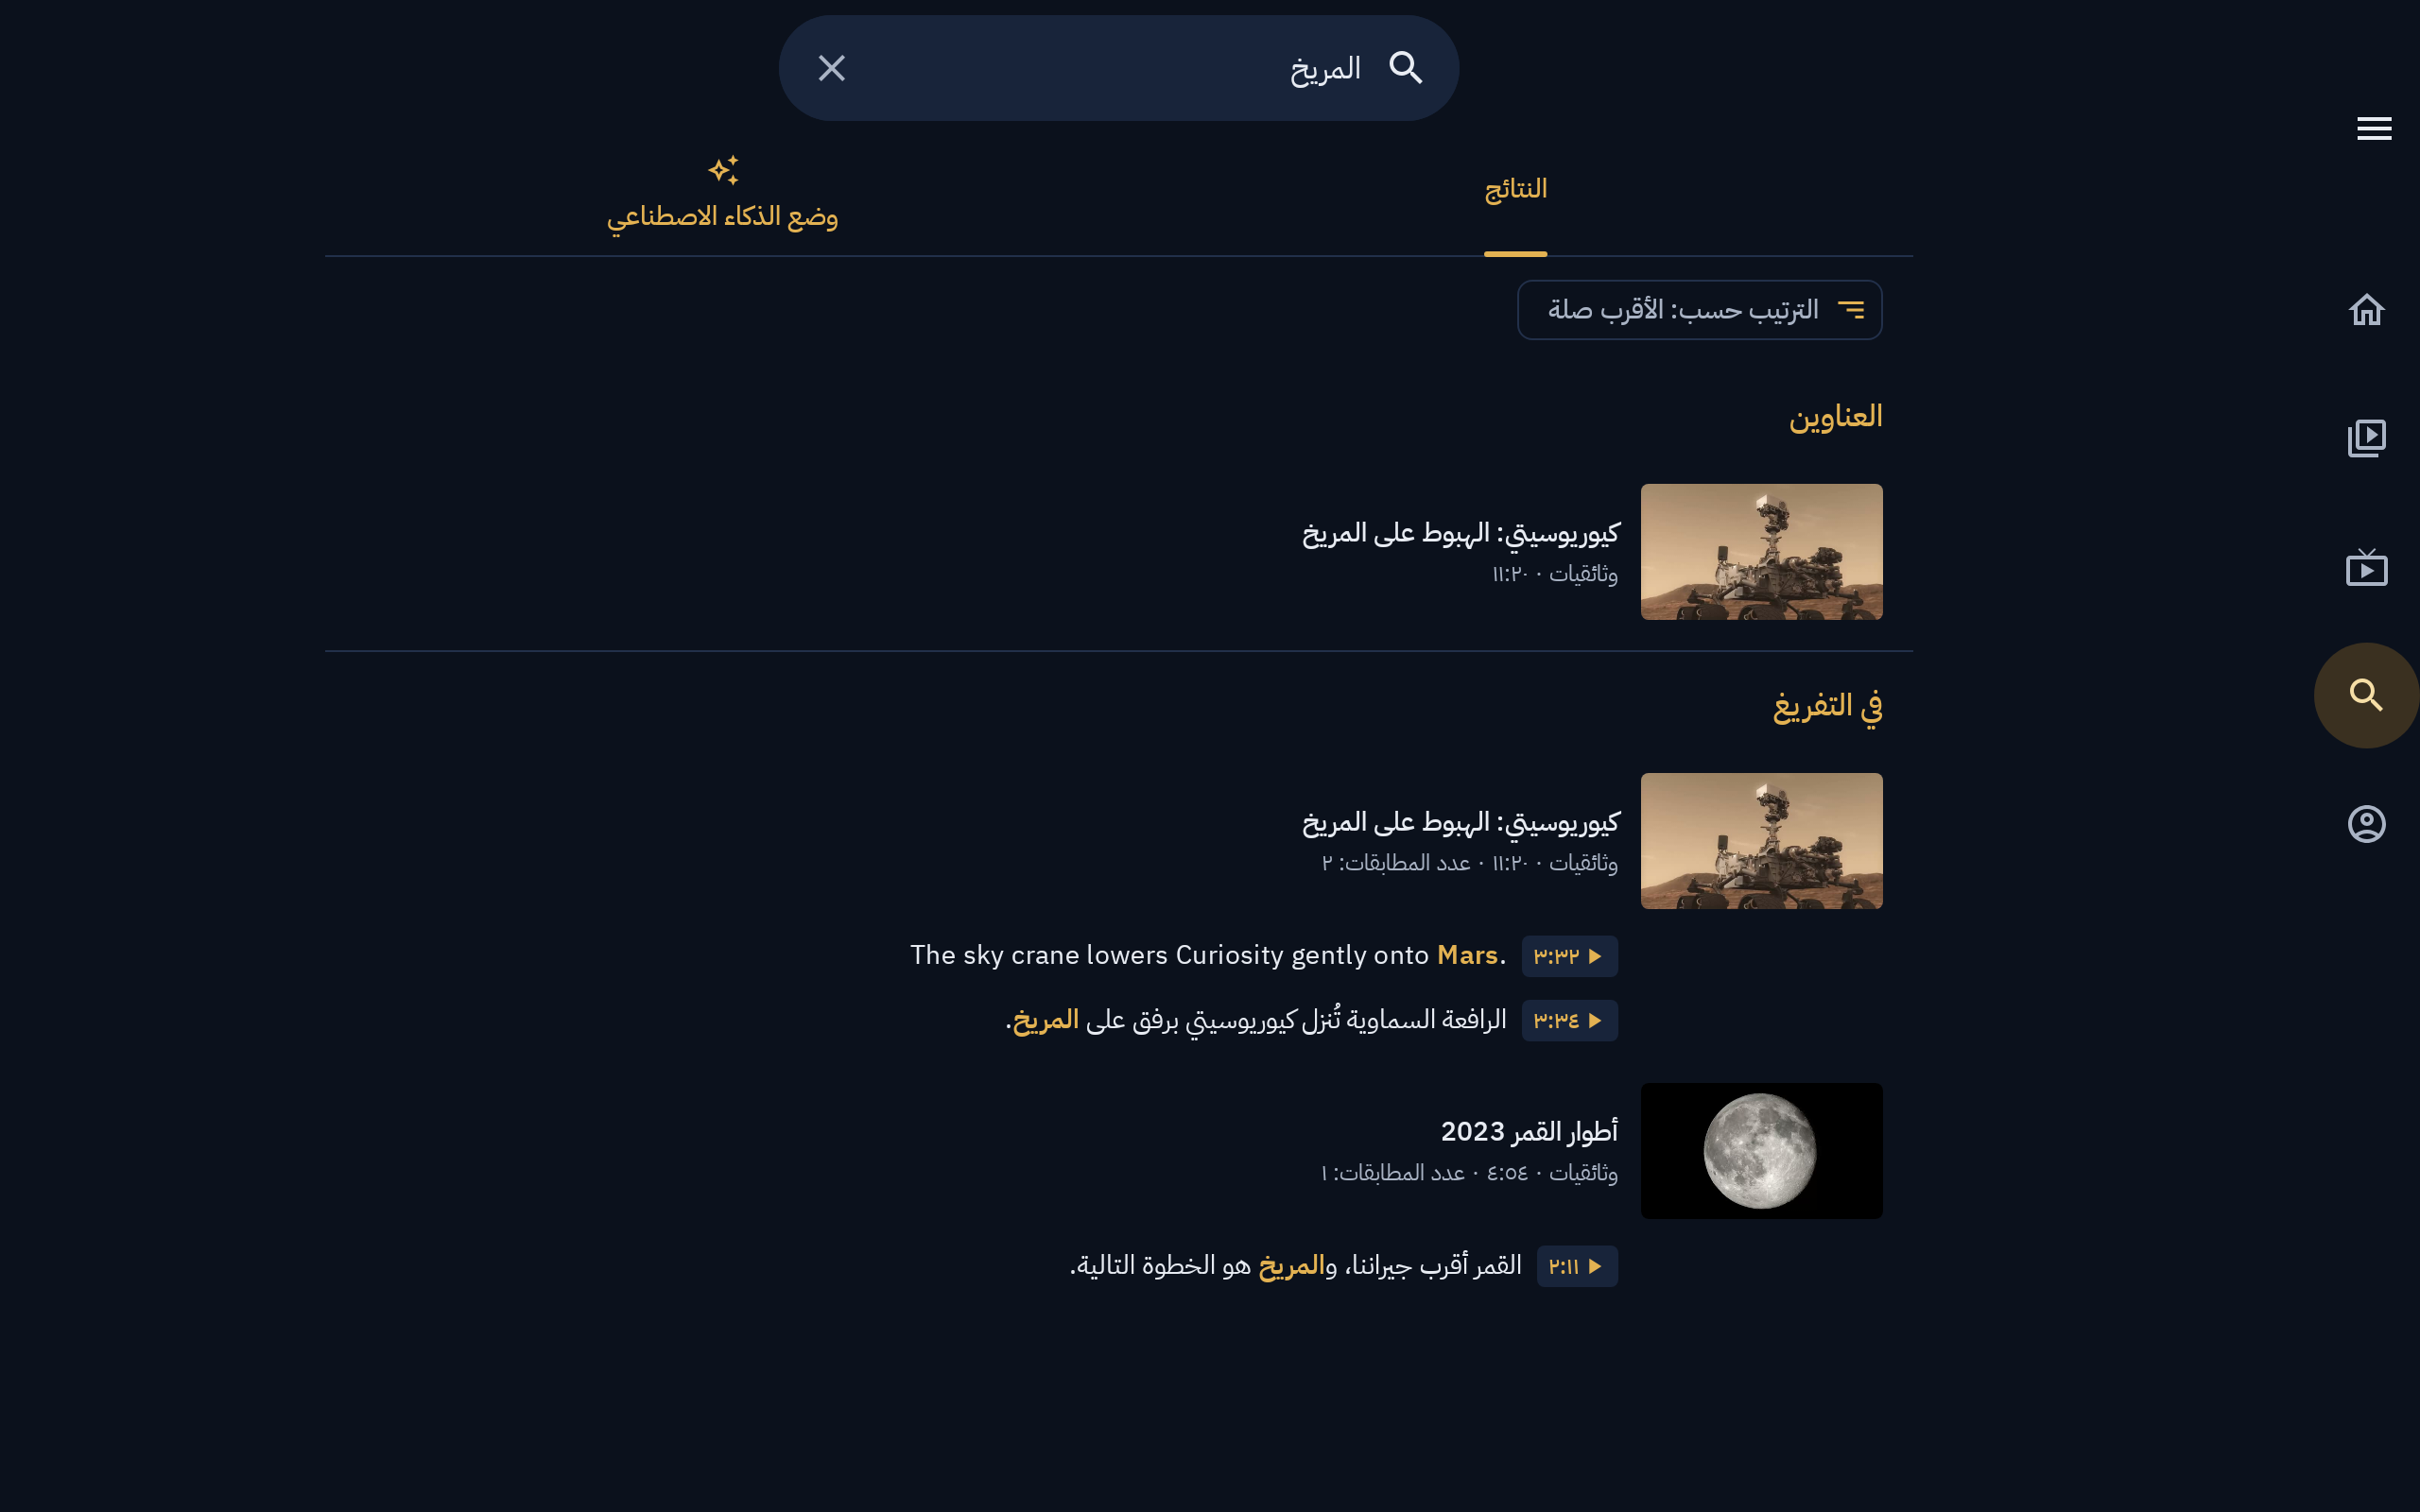 المريخ
النتائج
وضع الذكاء الاصطناعي
الترتيب حسب: الأقرب صلة
العناوين
كيوريوسيتي: الهبوط على المريخ
وثائقيات · ١١:٢٠
في التفريغ
كيوريوسيتي: الهبوط على المريخ
وثائقيات · ١١:٢٠ · عدد المطابقات: ٢
٣:٣٢ The sky crane lowers Curiosity gently onto Mars.
٣:٣٤ الرافعة السماوية تُنزل كيوريوسيتي برفق على المريخ.
أطوار القمر 2023
وثائقيات · ٤:٥٤ · عدد المطابقات: ١
٢:١١ القمر أقرب جيراننا، والمريخ هو الخطوة التالية.